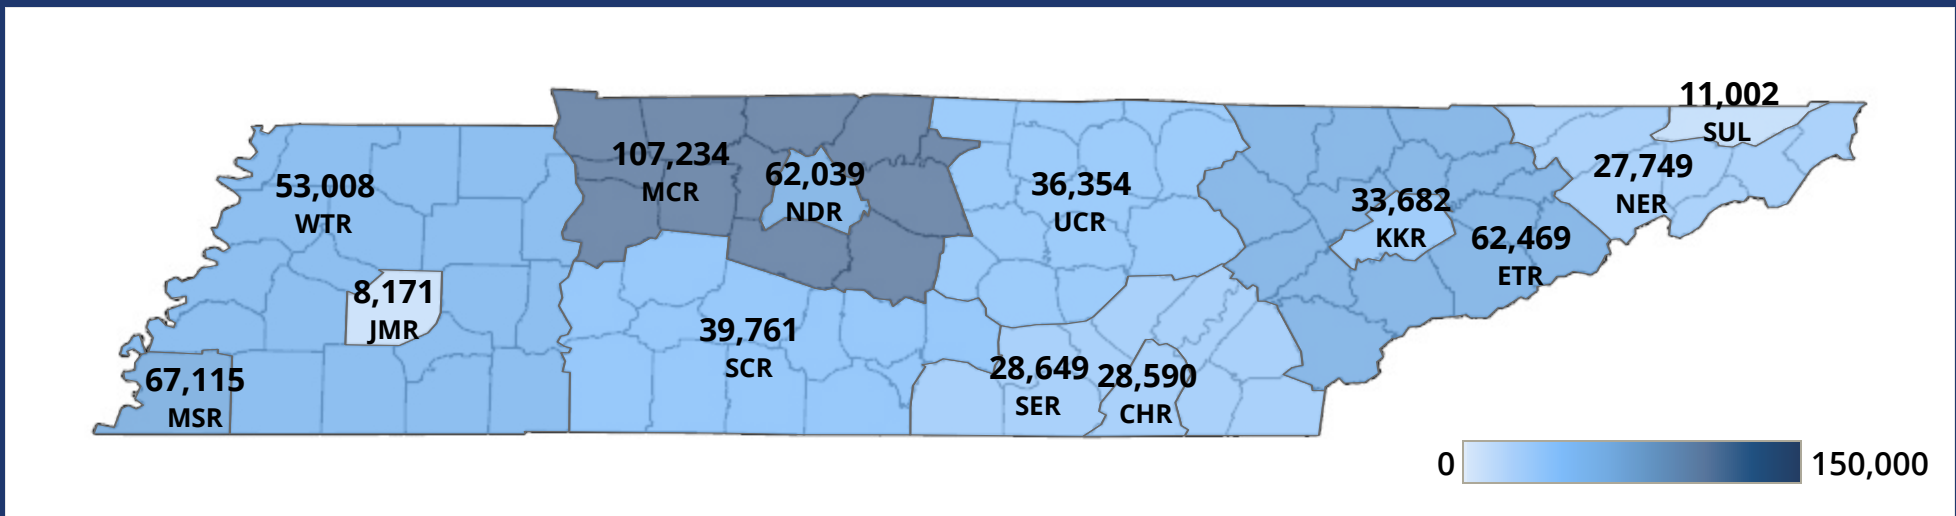 11,002
SUL
107,234
MCR
62,039
NDR
53,008
WTR
36,354
UCR
33,682
KKR
27,749
NER
62,469
ETR
8,171
JMR
39,761
SCR
67,115
MSR
28,649
SER
28,590
CHR
0 150,000